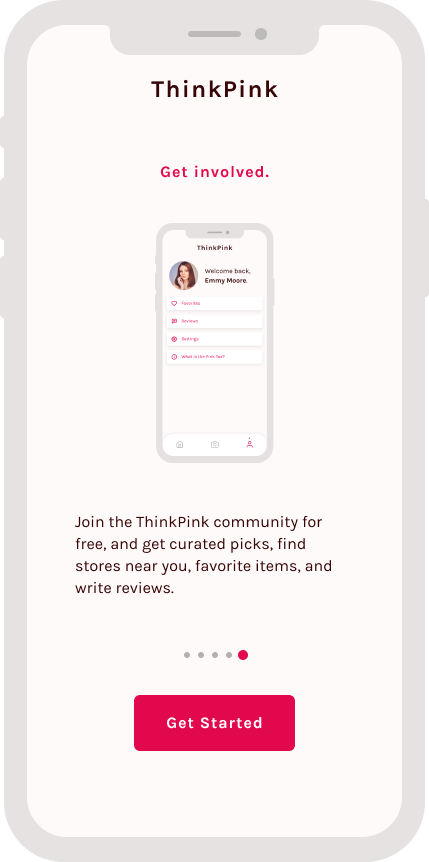 ThinkPink
Get involved.
ThinkPink
Welcome back,
Emmy Moore.
Favorites
Reviews
Settings
What is the Pink Tax?
Join the ThinkPink community for
free, and get curated picks, find
stores near you, favorite items, and
write reviews.
Get Started